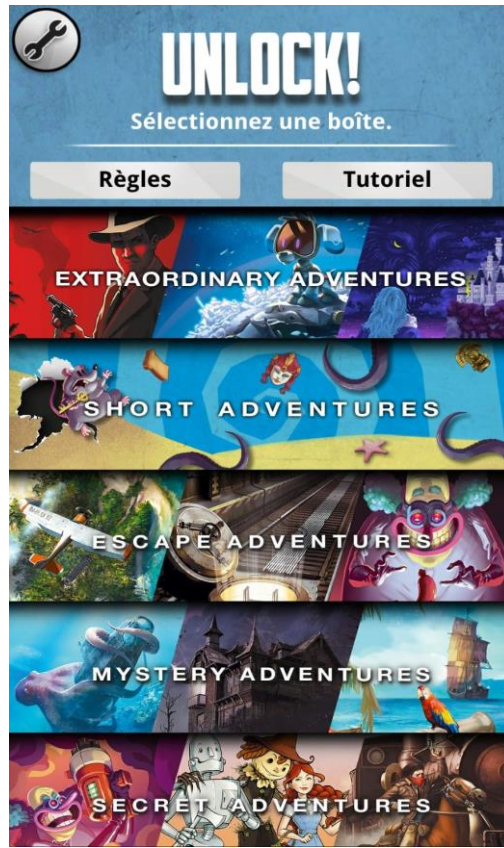 UNLOCK!
Sélectionnez une boîte.
Règles
Tutoriel
EXTRAORDINARY ADVENTURES
SHORT ADVENTURES
ESCAPE ADVENTURES
MYSTERY ADVENTURES
SECRET ADVENTURES